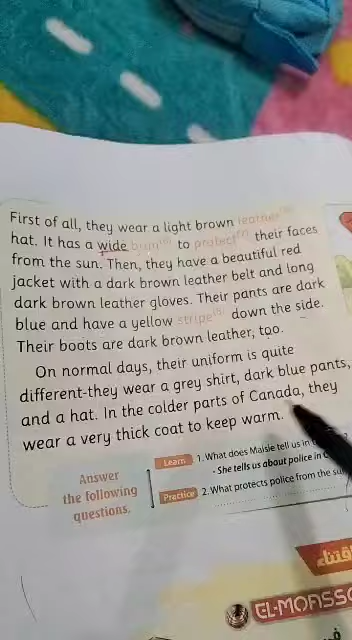 First of all, they wear a light brown leather
hat. It has a wide brim to protect their faces
from the sun. Then, they have a beautiful red
jacket with a dark brown leather belt and long
dark brown leather gloves. Their pants are dark
blue and have a yellow stripe down the side.
Their boots are dark brown leather, too.
On normal days, their uniform is quite
different-they wear a grey shirt, dark blue pants,
and a hat. In the colder parts of Canada, they
wear a very thick coat to keep warm.
Answer
the following
questions.
Learn 1. What does Maisie tell us in
- She tells us about police in
Practice 2. What protects police from the
EL-MOASSER